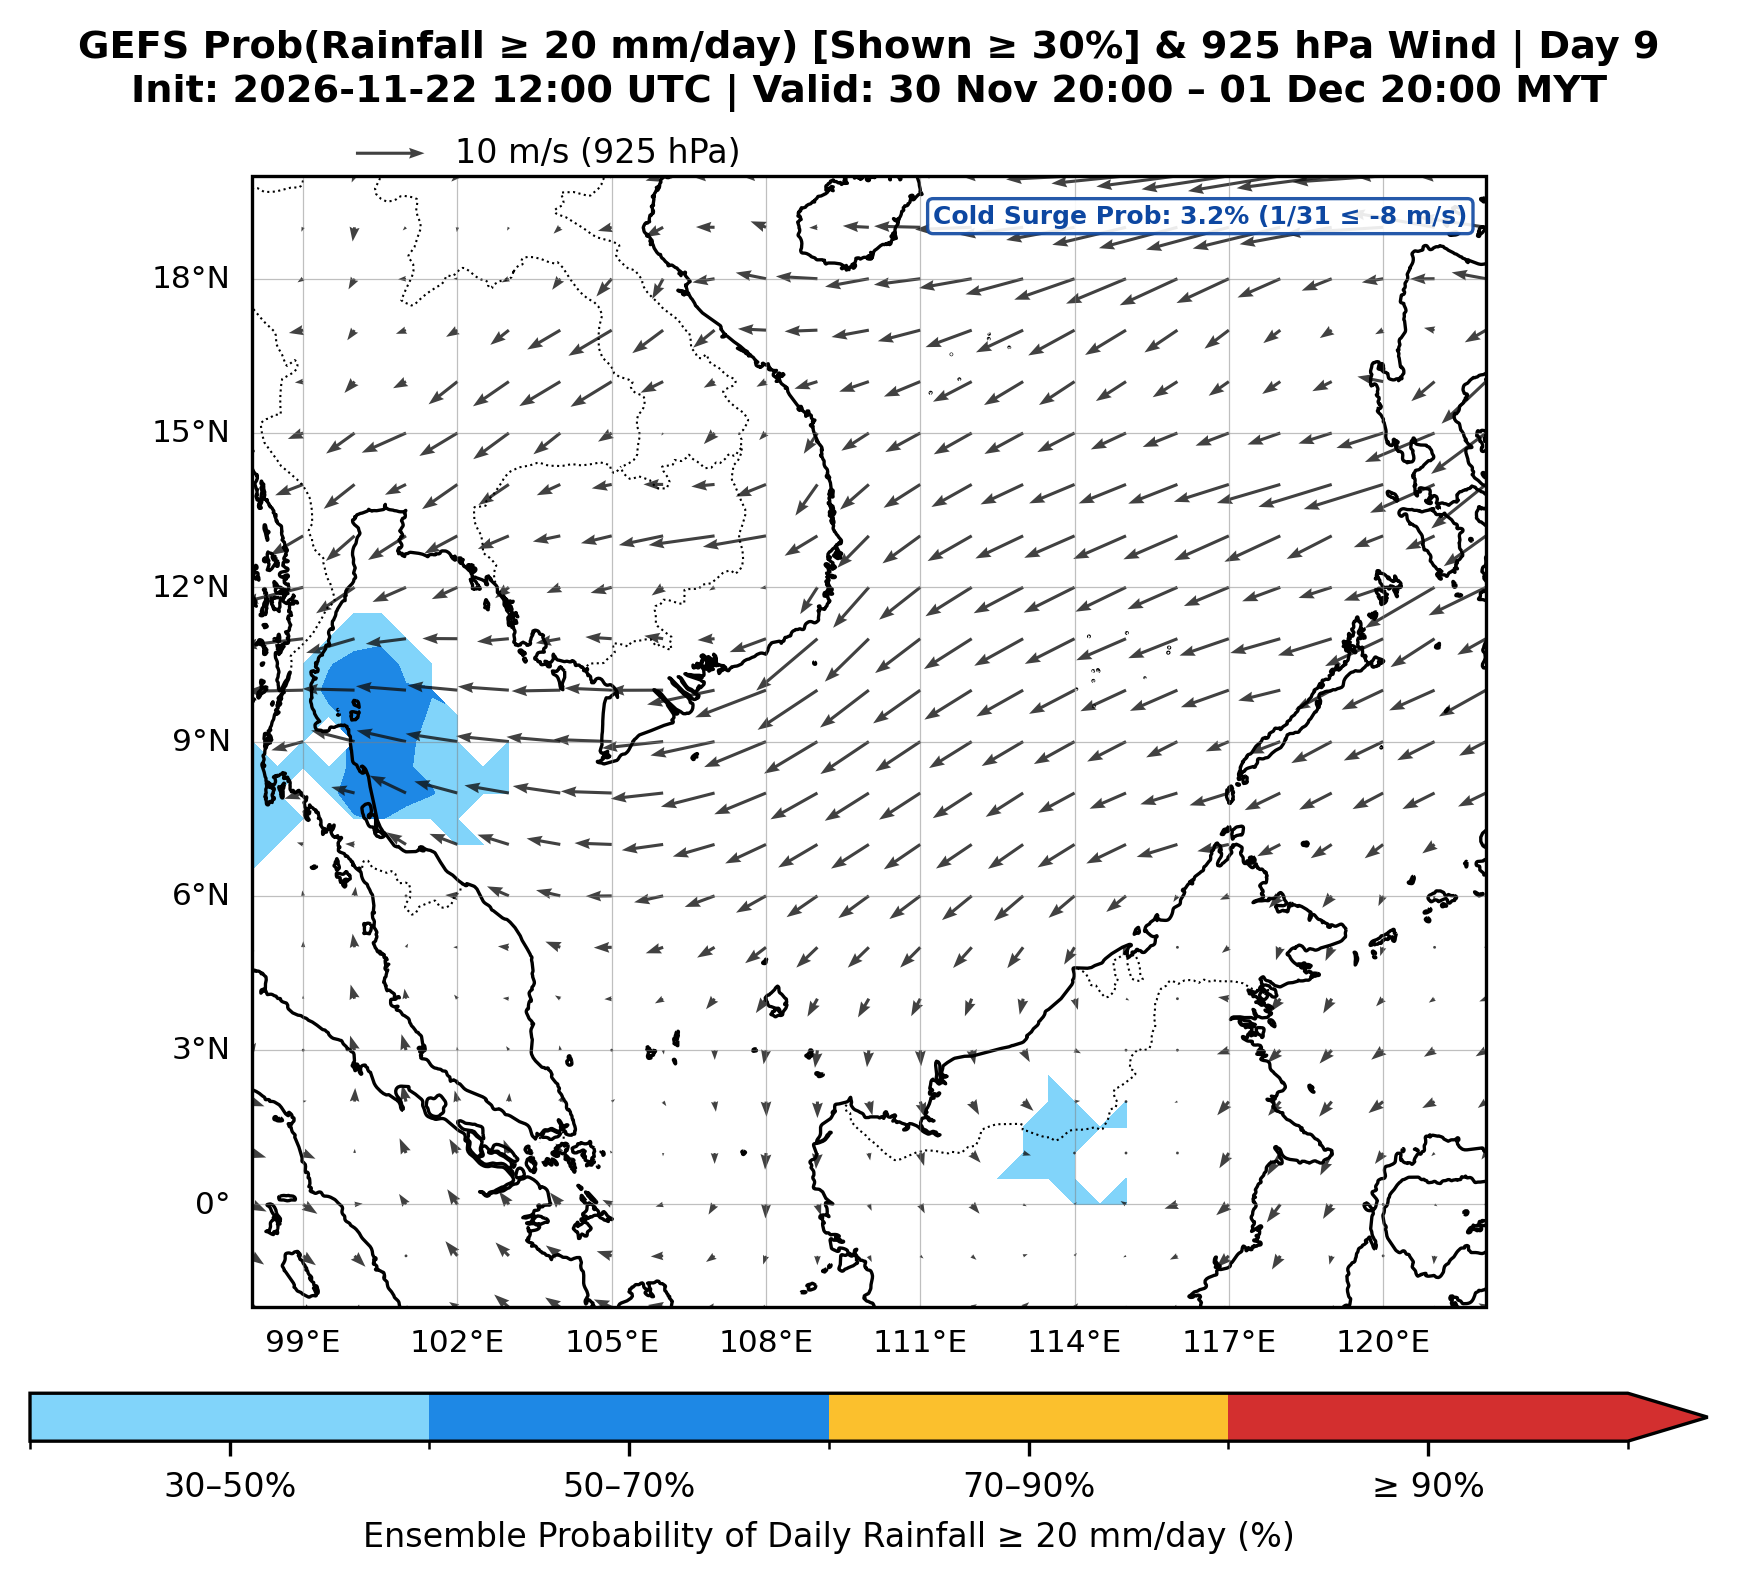 GEFS Prob(Rainfall ≥ 20 mm/day) [Shown ≥ 30%] & 925 hPa Wind | Day 9
Init: 2026-11-22 12:00 UTC | Valid: 30 Nov 20:00 – 01 Dec 20:00 MYT
10 m/s (925 hPa)
Cold Surge Prob: 3.2% (1/31 ≤ -8 m/s)
18°N
15°N
12°N
9°N
6°N
3°N
0°
99°E 102°E 105°E 108°E 111°E 114°E 117°E 120°E
30–50% 50–70% 70–90% ≥ 90%
Ensemble Probability of Daily Rainfall ≥ 20 mm/day (%)